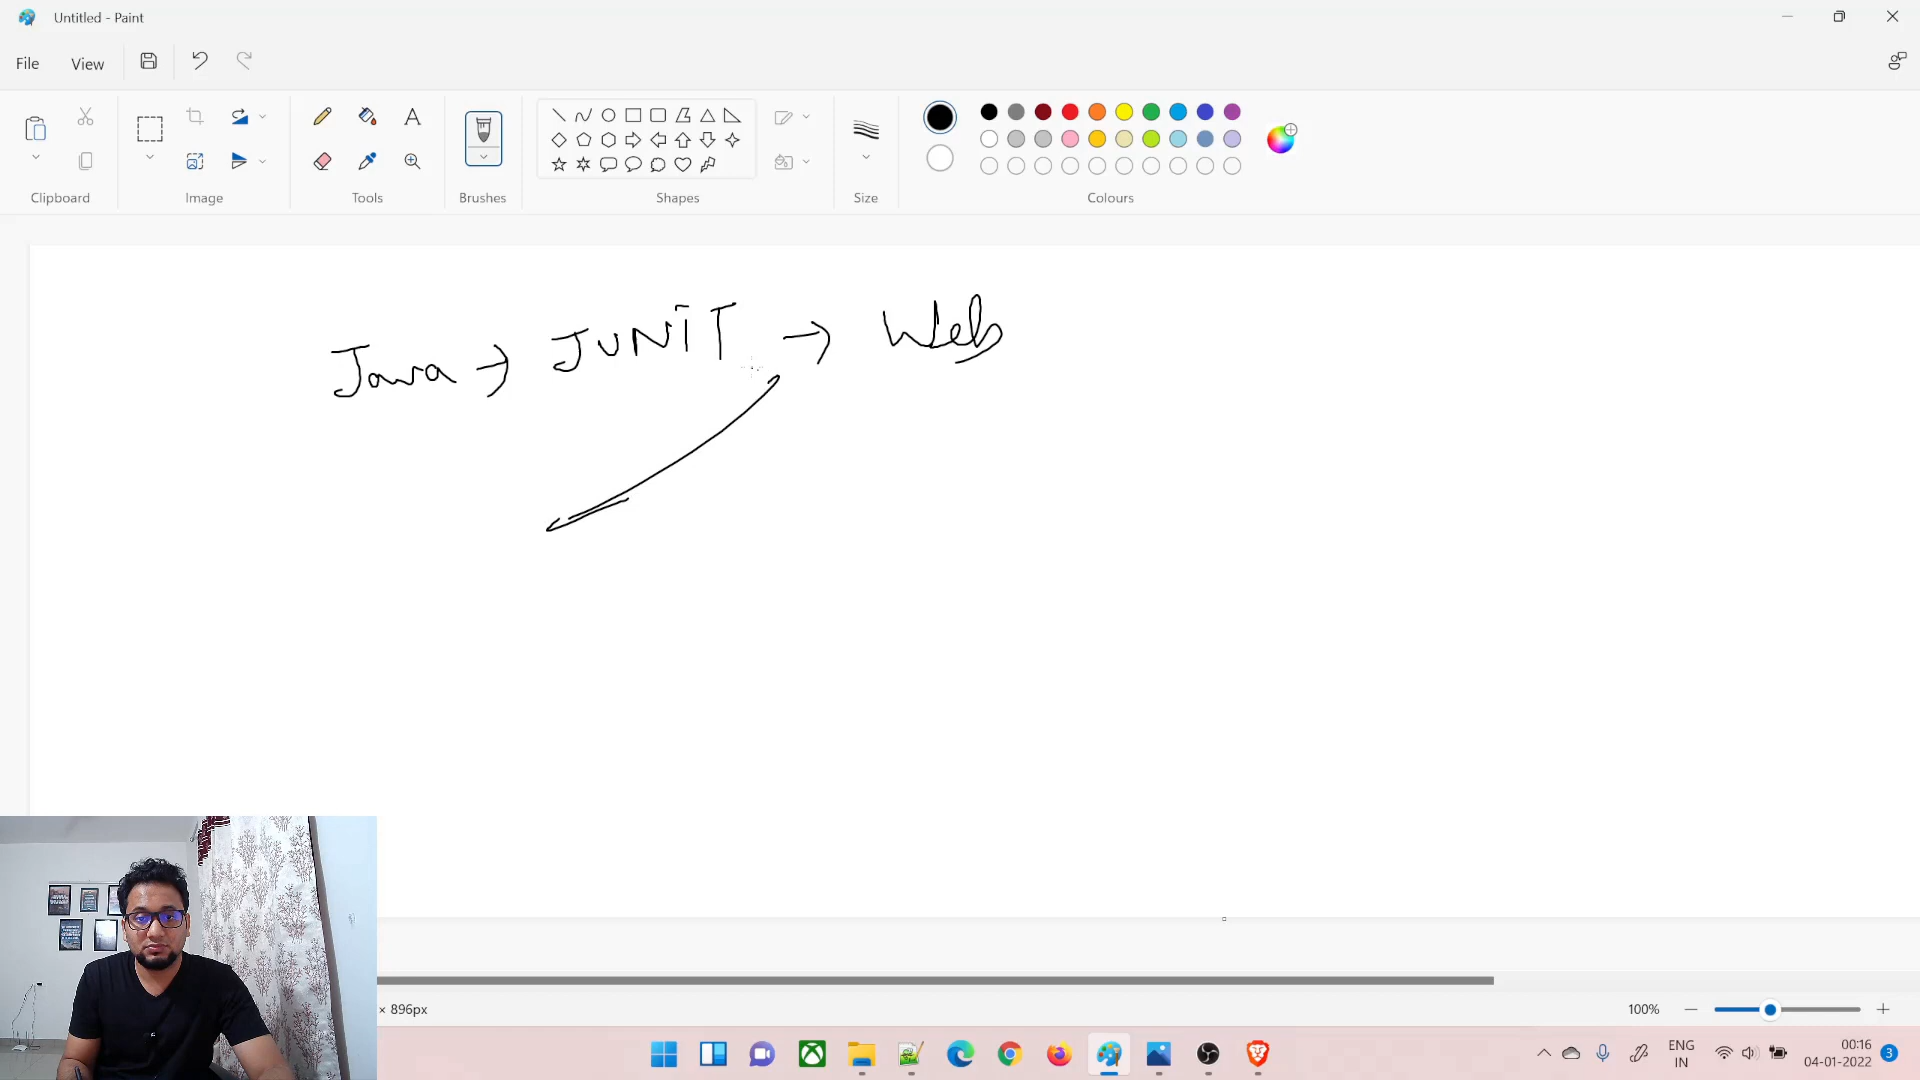 Untitled - Paint
File View
Clipboard Image Tools Brushes Shapes Size Colours
Java → JUNIT → Web
× 896px
100%
ENG
IN
00:16
04-01-2022
3